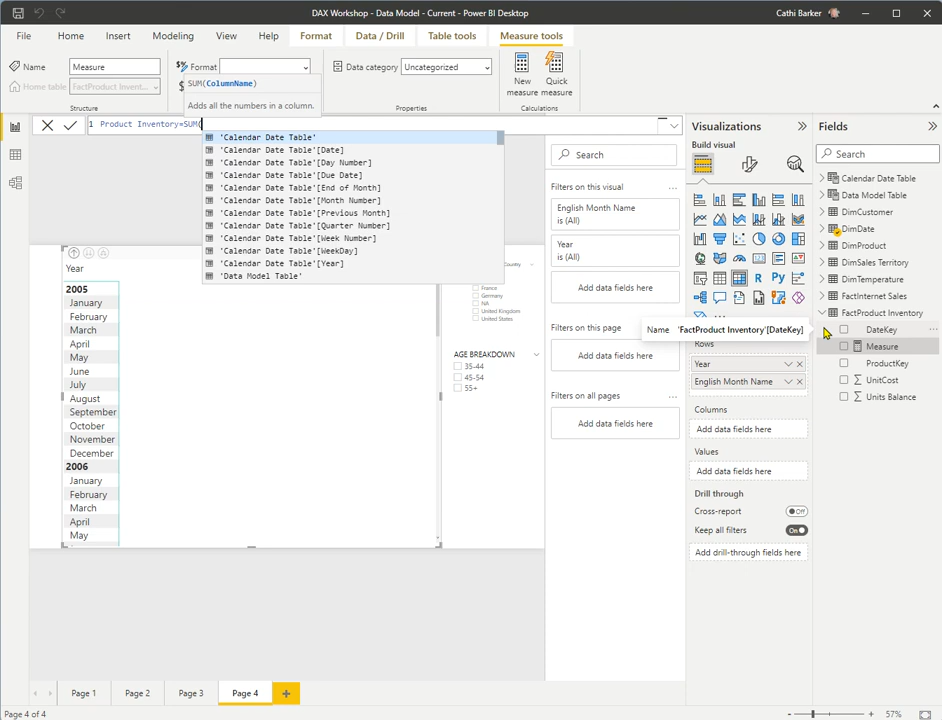 DAX Workshop - Data Model - Current - Power BI Desktop
Cathi Barker
File
Home
Insert
Modeling
View
Help
Format
Data / Drill
Table tools
Measure tools
Name
Measure
Home table
FactProduct Invent...
Structure
Format
SUM(ColumnName)
Adds all the numbers in a column.
Data category
Uncategorized
Properties
New measure
Quick measure
Calculations
1 Product Inventory=SUM(
'Calendar Date Table'
'Calendar Date Table'[Date]
'Calendar Date Table'[Day Number]
'Calendar Date Table'[Due Date]
'Calendar Date Table'[End of Month]
'Calendar Date Table'[Month Number]
'Calendar Date Table'[Previous Month]
'Calendar Date Table'[Quarter Number]
'Calendar Date Table'[Week Number]
'Calendar Date Table'[WeekDay]
'Calendar Date Table'[Year]
'Data Model Table'
Year
2005
January
February
March
April
May
June
July
August
September
October
November
December
2006
January
February
March
April
May
France
Germany
NA
United Kingdom
United States
AGE BREAKDOWN
35-44
45-54
55+
Search
Filters on this visual
English Month Name
is (All)
Year
is (All)
Add data fields here
Filters on this page
Add data fields here
Filters on all pages
Add data fields here
Visualizations
Build visual
Rows
Year
English Month Name
Columns
Add data fields here
Values
Add data fields here
Drill through
Cross-report
Off
Keep all filters
On
Add drill-through fields here
Name 'FactProduct Inventory'[DateKey]
Fields
Search
Calendar Date Table
Data Model Table
DimCustomer
DimDate
DimProduct
DimSales Territory
DimTemperature
FactInternet Sales
FactProduct Inventory
DateKey
Measure
ProductKey
UnitCost
Units Balance
Page 1
Page 2
Page 3
Page 4
Page 4 of 4
57%